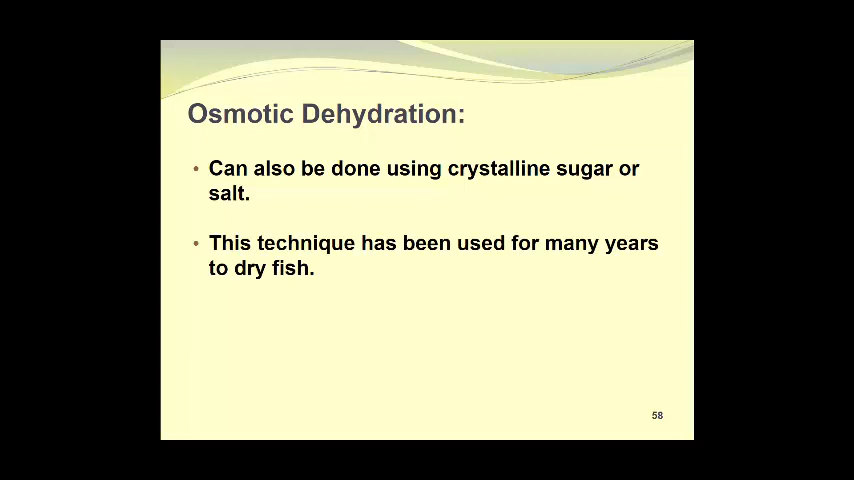 Osmotic Dehydration:
• Can also be done using crystalline sugar or
salt.
• This technique has been used for many years
to dry fish.
58